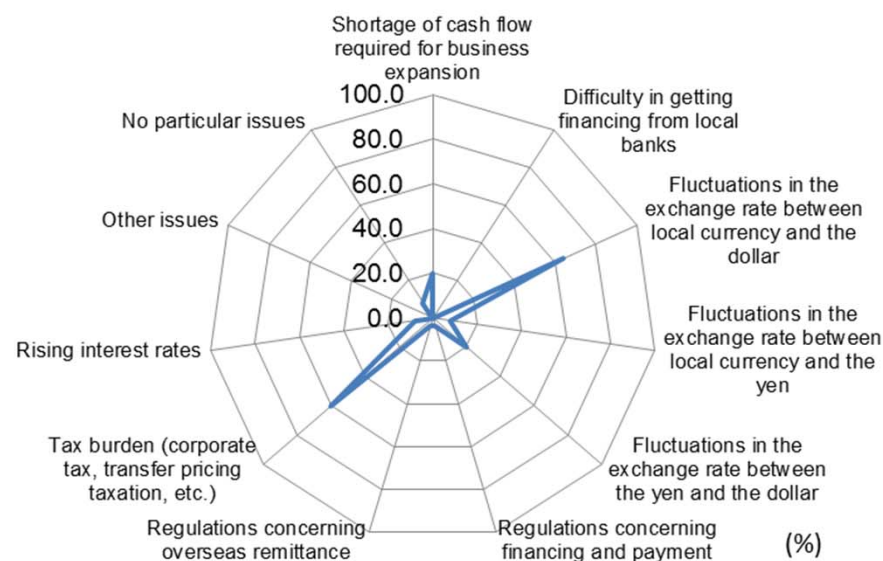 Shortage of cash flow
required for business
expansion
Difficulty in getting
financing from local
banks
Fluctuations in the
exchange rate between
local currency and the
dollar
Fluctuations in the
exchange rate between
local currency and the
yen
Fluctuations in the
exchange rate between
the yen and the dollar
Regulations concerning
financing and payment
Regulations concerning
overseas remittance
Tax burden (corporate
tax, transfer pricing
taxation, etc.)
Rising interest rates
Other issues
No particular issues
100.0
80.0
60.0
40.0
20.0
0.0
(%)